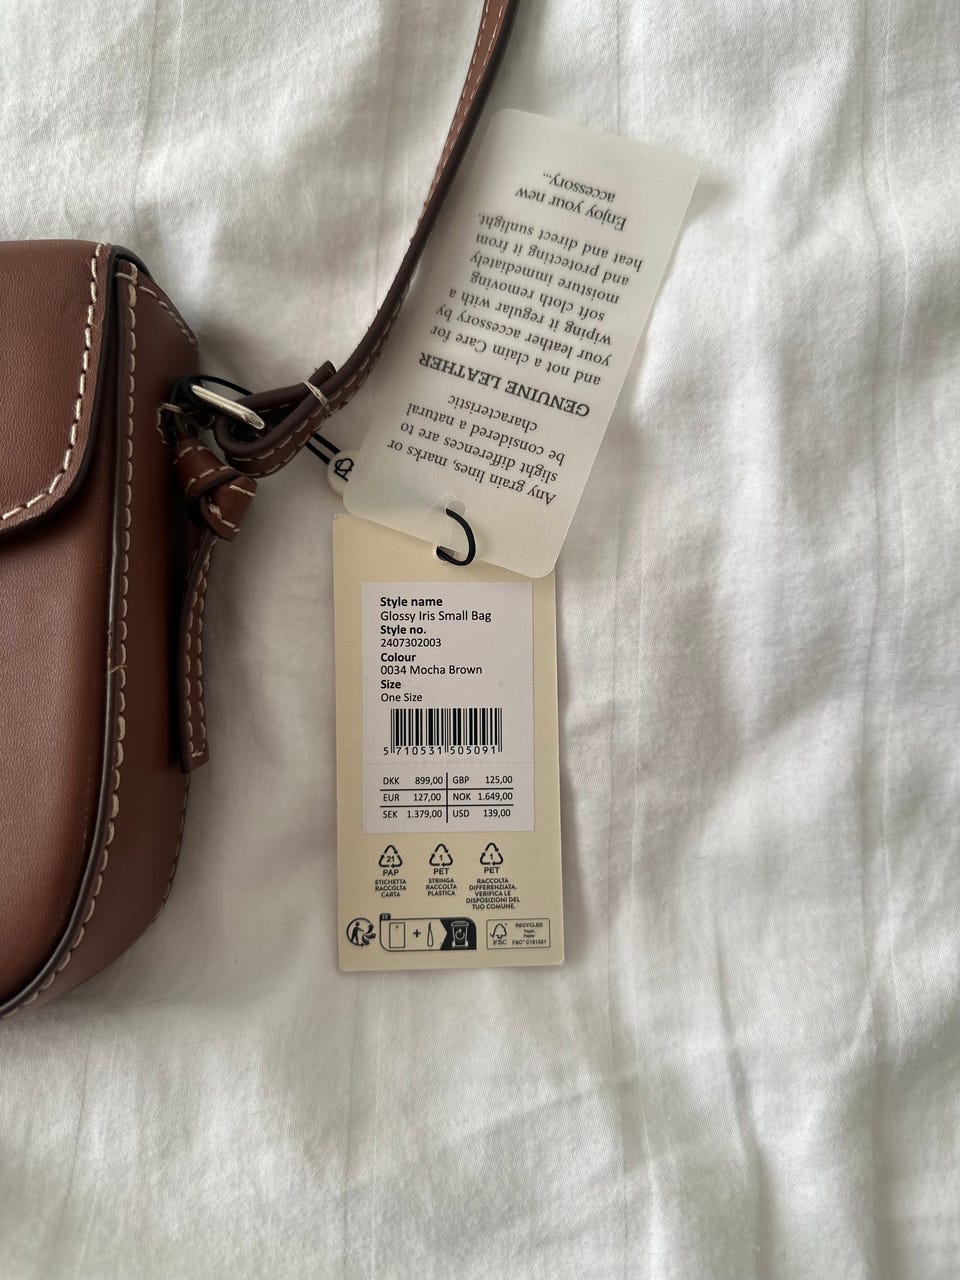 Any grain lines, marks or
slight differences are to
be considered a natural
characteristic
GENUINE LEATHER
and not a claim Care for
your leather accessory by
wiping it regular with a
soft cloth removing
moisture immediately
and protecting it from
heat and direct sunlight.
Enjoy your new
accessory...
Style name
Glossy Iris Small Bag
Style no.
2407302003
Colour
0034 Mocha Brown
Size
One Size
5 710531 505091
DKK 899,00 GBP 125,00
EUR 127,00 NOK 1.649,00
SEK 1.379,00 USD 139,00
21 1 1
PAP PET PET
ETICHETTA
RACCOLTA
CARTA
STRINGA
RACCOLTA
PLASTICA
RACCOLTA
DIFFERENZIATA.
VERIFICA LE
DISPOSIZIONI DEL
TUO COMUNE.
FR
+
FSC
RECYCLED
Paper
Papier
FSC® C151321